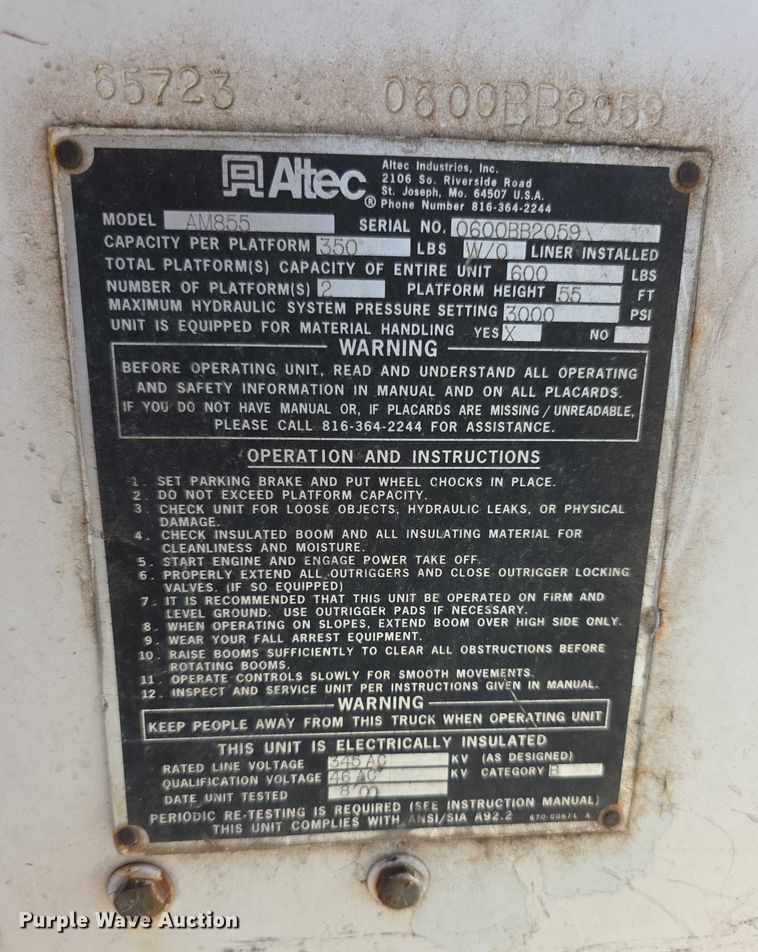 65723 0600BB2059
Altec ®
Altec Industries, Inc.
2106 So. Riverside Road
St. Joseph, Mo. 64507 U.S.A.
Phone Number 816-364-2244
MODEL AM855 SERIAL NO. 0600BB2059
CAPACITY PER PLATFORM 350 LBS W/O LINER INSTALLED
TOTAL PLATFORM(S) CAPACITY OF ENTIRE UNIT 600 LBS
NUMBER OF PLATFORM(S) 2 PLATFORM HEIGHT 55 FT
MAXIMUM HYDRAULIC SYSTEM PRESSURE SETTING 3000 PSI
UNIT IS EQUIPPED FOR MATERIAL HANDLING YES X NO
WARNING
BEFORE OPERATING UNIT, READ AND UNDERSTAND ALL OPERATING
AND SAFETY INFORMATION IN MANUAL AND ON ALL PLACARDS.
IF YOU DO NOT HAVE MANUAL OR, IF PLACARDS ARE MISSING/UNREADABLE,
PLEASE CALL 816-364-2244 FOR ASSISTANCE.
OPERATION AND INSTRUCTIONS
1. SET PARKING BRAKE AND PUT WHEEL CHOCKS IN PLACE.
2. DO NOT EXCEED PLATFORM CAPACITY.
3. CHECK UNIT FOR LOOSE OBJECTS, HYDRAULIC LEAKS, OR PHYSICAL
DAMAGE.
4. CHECK INSULATED BOOM AND ALL INSULATING MATERIAL FOR
CLEANLINESS AND MOISTURE.
5. START ENGINE AND ENGAGE POWER TAKE OFF.
6. PROPERLY EXTEND ALL OUTRIGGERS AND CLOSE OUTRIGGER LOCKING
VALVES. (IF SO EQUIPPED)
7. IT IS RECOMMENDED THAT THIS UNIT BE OPERATED ON FIRM AND
LEVEL GROUND. USE OUTRIGGER PADS IF NECESSARY.
8. WHEN OPERATING ON SLOPES, EXTEND BOOM OVER HIGH SIDE ONLY.
9. WEAR YOUR FALL ARREST EQUIPMENT.
10. RAISE BOOMS SUFFICIENTLY TO CLEAR ALL OBSTRUCTIONS BEFORE
ROTATING BOOMS.
11. OPERATE CONTROLS SLOWLY FOR SMOOTH MOVEMENTS.
12. INSPECT AND SERVICE UNIT PER INSTRUCTIONS GIVEN IN MANUAL.
WARNING
KEEP PEOPLE AWAY FROM THIS TRUCK WHEN OPERATING UNIT
THIS UNIT IS ELECTRICALLY INSULATED
RATED LINE VOLTAGE 345 AC KV (AS DESIGNED)
QUALIFICATION VOLTAGE 46 AC KV CATEGORY B
DATE UNIT TESTED 8 00
PERIODIC RE-TESTING IS REQUIRED (SEE INSTRUCTION MANUAL)
THIS UNIT COMPLIES WITH ANSI/SIA A92.2
Purple Wave Auction